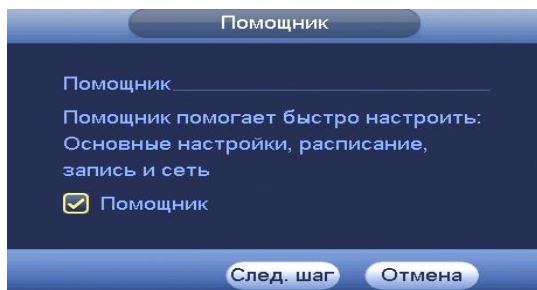 Помощник
Помощник
Помощник помогает быстро настроить:
Основные настройки, расписание,
запись и сеть
Помощник
След. шаг Отмена